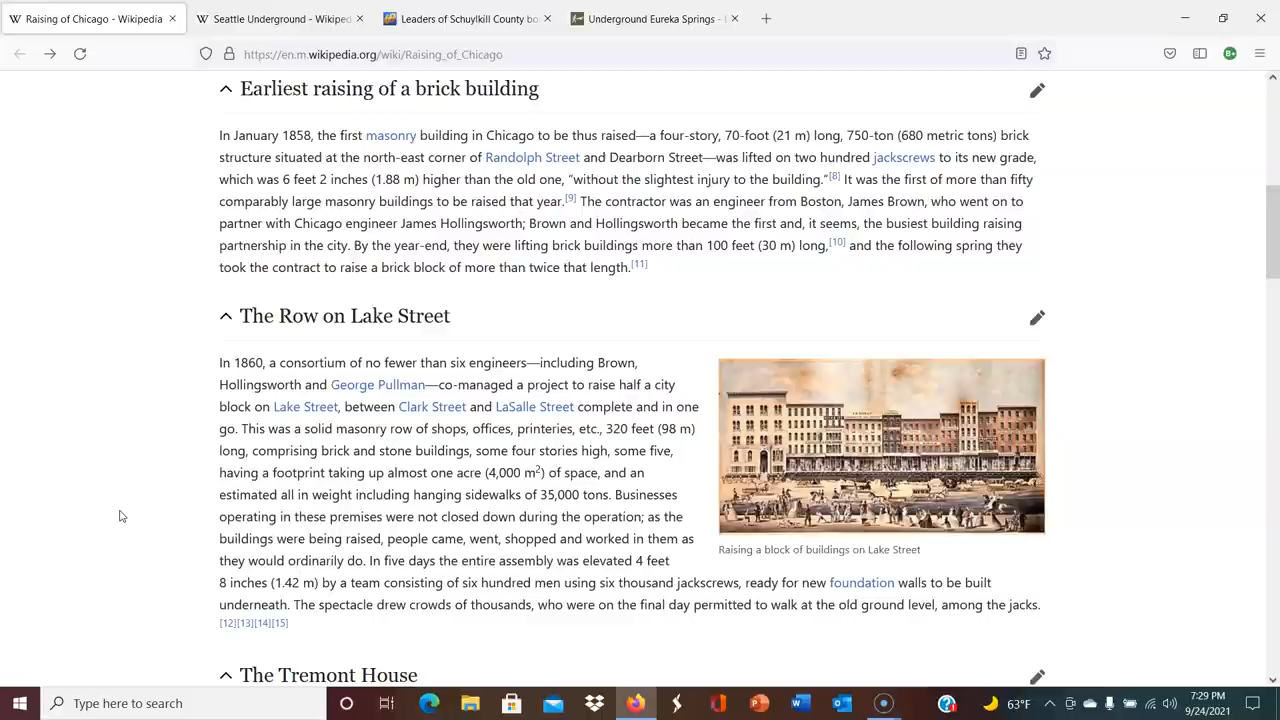 Raising of Chicago - Wikipedia
Seattle Underground - Wikiped
Leaders of Schuylkill County bo
Underground Eureka Springs -
https://en.m.wikipedia.org/wiki/Raising_of_Chicago
Earliest raising of a brick building
In January 1858, the first masonry building in Chicago to be thus raised—a four-story, 70-foot (21 m) long, 750-ton (680 metric tons) brick
structure situated at the north-east corner of Randolph Street and Dearborn Street—was lifted on two hundred jackscrews to its new grade,
which was 6 feet 2 inches (1.88 m) higher than the old one, "without the slightest injury to the building."[8] It was the first of more than fifty
comparably large masonry buildings to be raised that year.[9] The contractor was an engineer from Boston, James Brown, who went on to
partner with Chicago engineer James Hollingsworth; Brown and Hollingsworth became the first and, it seems, the busiest building raising
partnership in the city. By the year-end, they were lifting brick buildings more than 100 feet (30 m) long,[10] and the following spring they
took the contract to raise a brick block of more than twice that length.[11]
The Row on Lake Street
In 1860, a consortium of no fewer than six engineers—including Brown,
Hollingsworth and George Pullman—co-managed a project to raise half a city
block on Lake Street, between Clark Street and LaSalle Street complete and in one
go. This was a solid masonry row of shops, offices, printeries, etc., 320 feet (98 m)
long, comprising brick and stone buildings, some four stories high, some five,
having a footprint taking up almost one acre (4,000 m²) of space, and an
estimated all in weight including hanging sidewalks of 35,000 tons. Businesses
operating in these premises were not closed down during the operation; as the
buildings were being raised, people came, went, shopped and worked in them as
they would ordinarily do. In five days the entire assembly was elevated 4 feet
8 inches (1.42 m) by a team consisting of six hundred men using six thousand jackscrews, ready for new foundation walls to be built
underneath. The spectacle drew crowds of thousands, who were on the final day permitted to walk at the old ground level, among the jacks.
[12][13][14][15]
Raising a block of buildings on Lake Street
The Tremont House
Type here to search
63°F
7:29 PM
9/24/2021